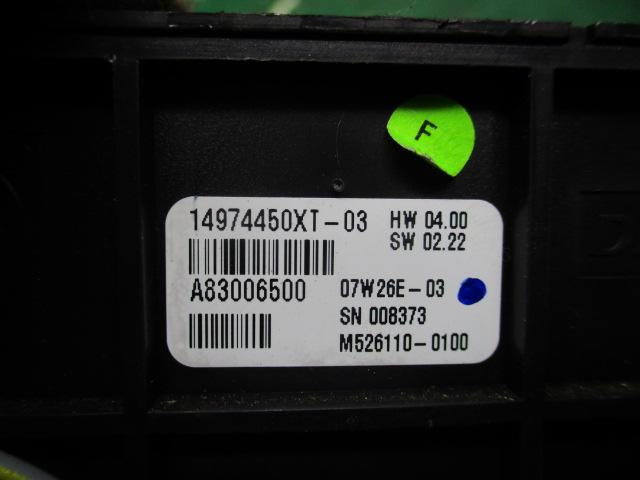 F
14974450XT-03
HW 04.00
SW 02.22
A83006500
07W26E-03
SN 008373
M526110-0100